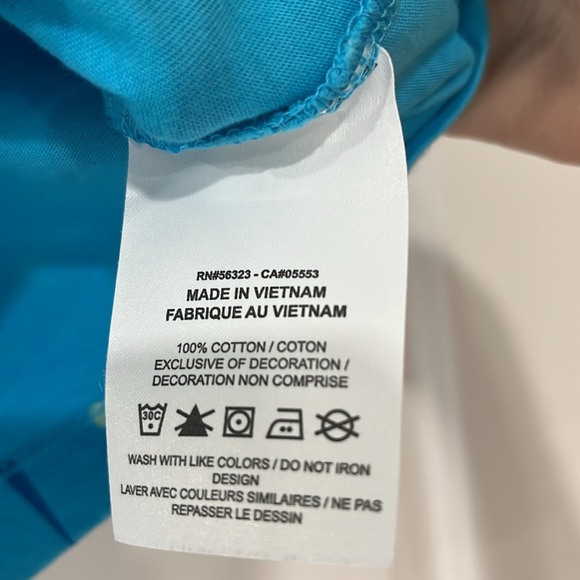 RN#56323 - CA#05553
MADE IN VIETNAM
FABRIQUE AU VIETNAM
100% COTTON / COTON
EXCLUSIVE OF DECORATION /
DECORATION NON COMPRISE
30C
WASH WITH LIKE COLORS / DO NOT IRON
DESIGN
LAVER AVEC COULEURS SIMILAIRES / NE PAS
REPASSER LE DESSIN